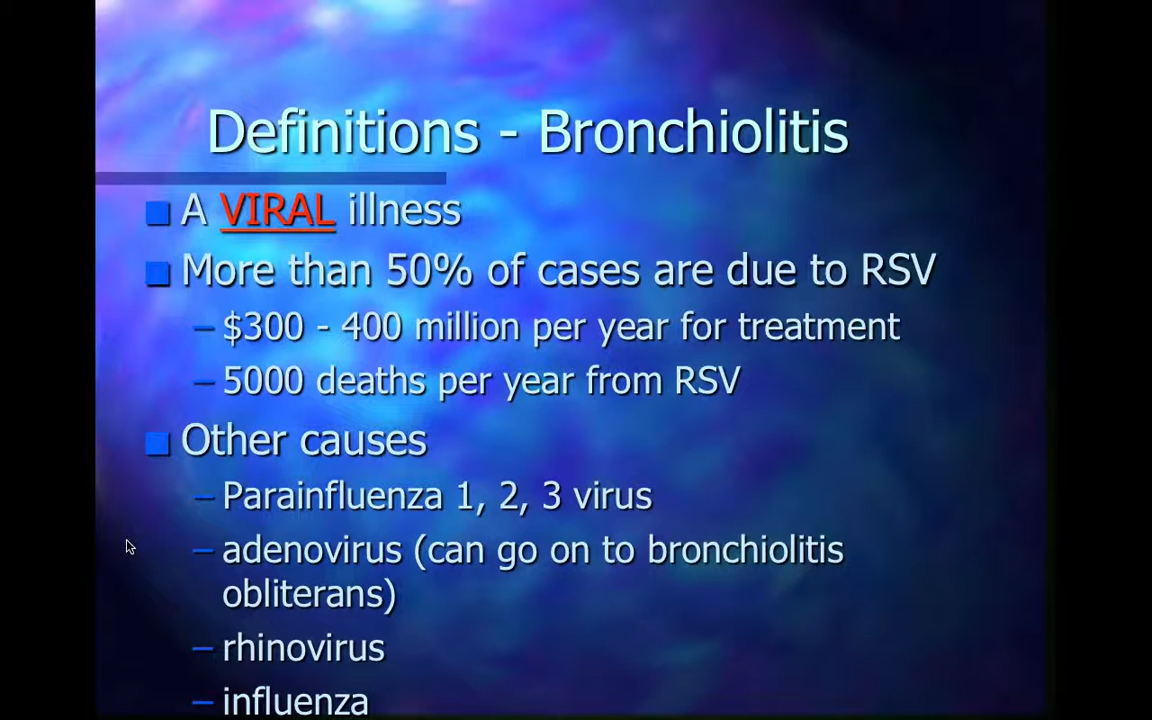 Definitions - Bronchiolitis
A VIRAL illness
More than 50% of cases are due to RSV
– $300 - 400 million per year for treatment
– 5000 deaths per year from RSV
Other causes
– Parainfluenza 1, 2, 3 virus
– adenovirus (can go on to bronchiolitis
obliterans)
– rhinovirus
– influenza